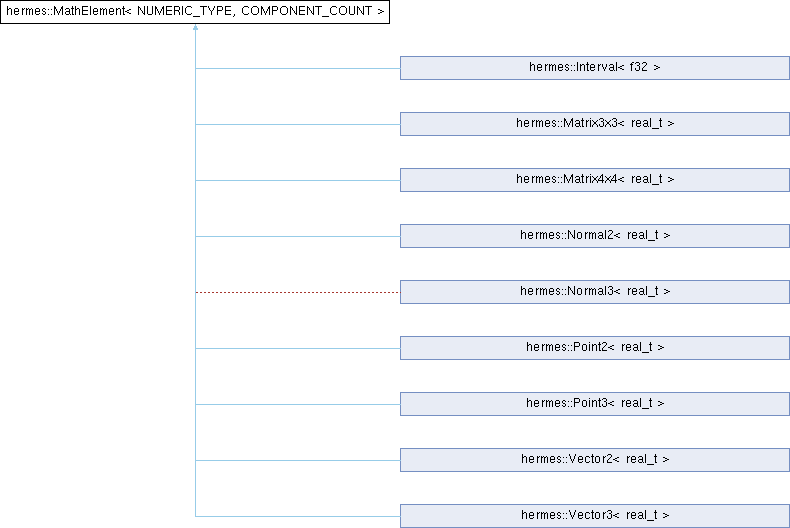 hermes::MathElement< NUMERIC_TYPE, COMPONENT_COUNT >
hermes::Interval< f32 >
hermes::Matrix3x3< real_t >
hermes::Matrix4x4< real_t >
hermes::Normal2< real_t >
hermes::Normal3< real_t >
hermes::Point2< real_t >
hermes::Point3< real_t >
hermes::Vector2< real_t >
hermes::Vector3< real_t >